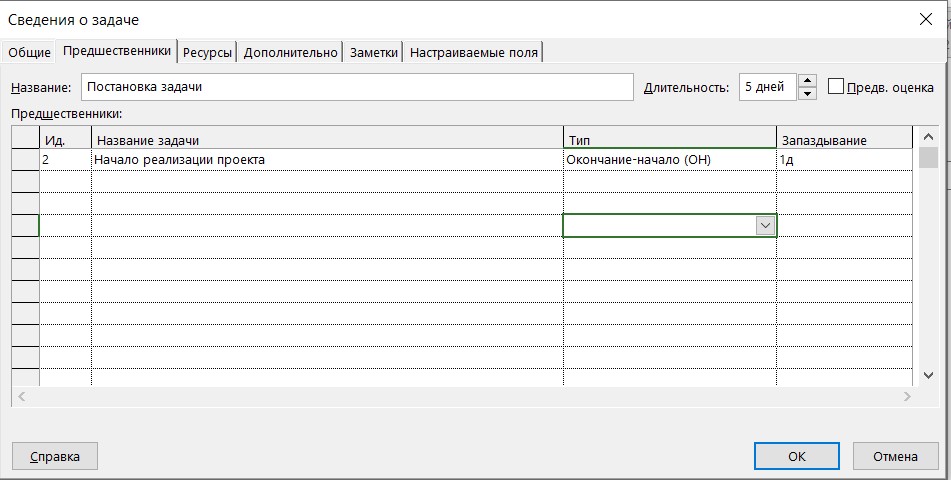 Сведения о задаче
Общие Предшественники Ресурсы Дополнительно Заметки Настраиваемые поля
Название: Постановка задачи Длительность: 5 дней Предв. оценка
Предшественники:
Ид. Название задачи Тип Запаздывание
2 Начало реализации проекта Окончание-начало (ОН) 1д
Справка ОК Отмена